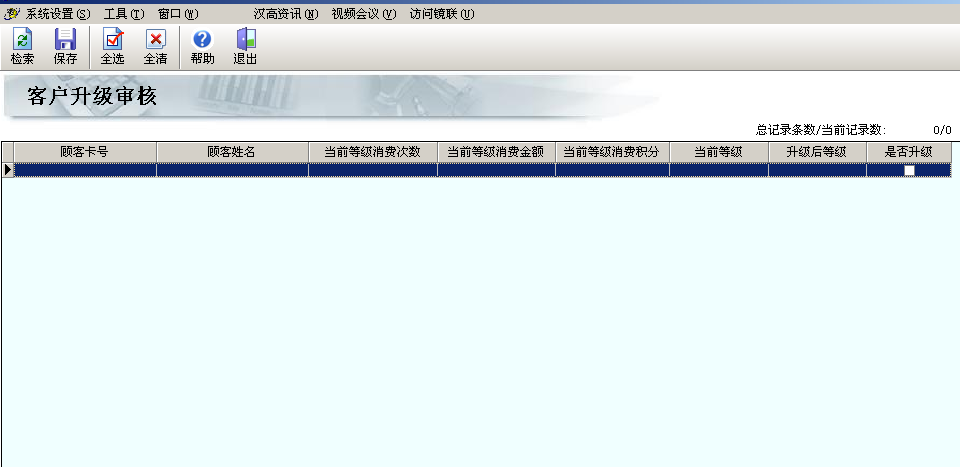 系统设置(S) 工具(T) 窗口(W) 汉高资讯(N) 视频会议(V) 访问镜联(U)
检索 保存 全选 全清 帮助 退出
客户升级审核
总记录条数/当前记录数: 0/0
顾客卡号 顾客姓名 当前等级消费次数 当前等级消费金额 当前等级消费积分 当前等级 升级后等级 是否升级